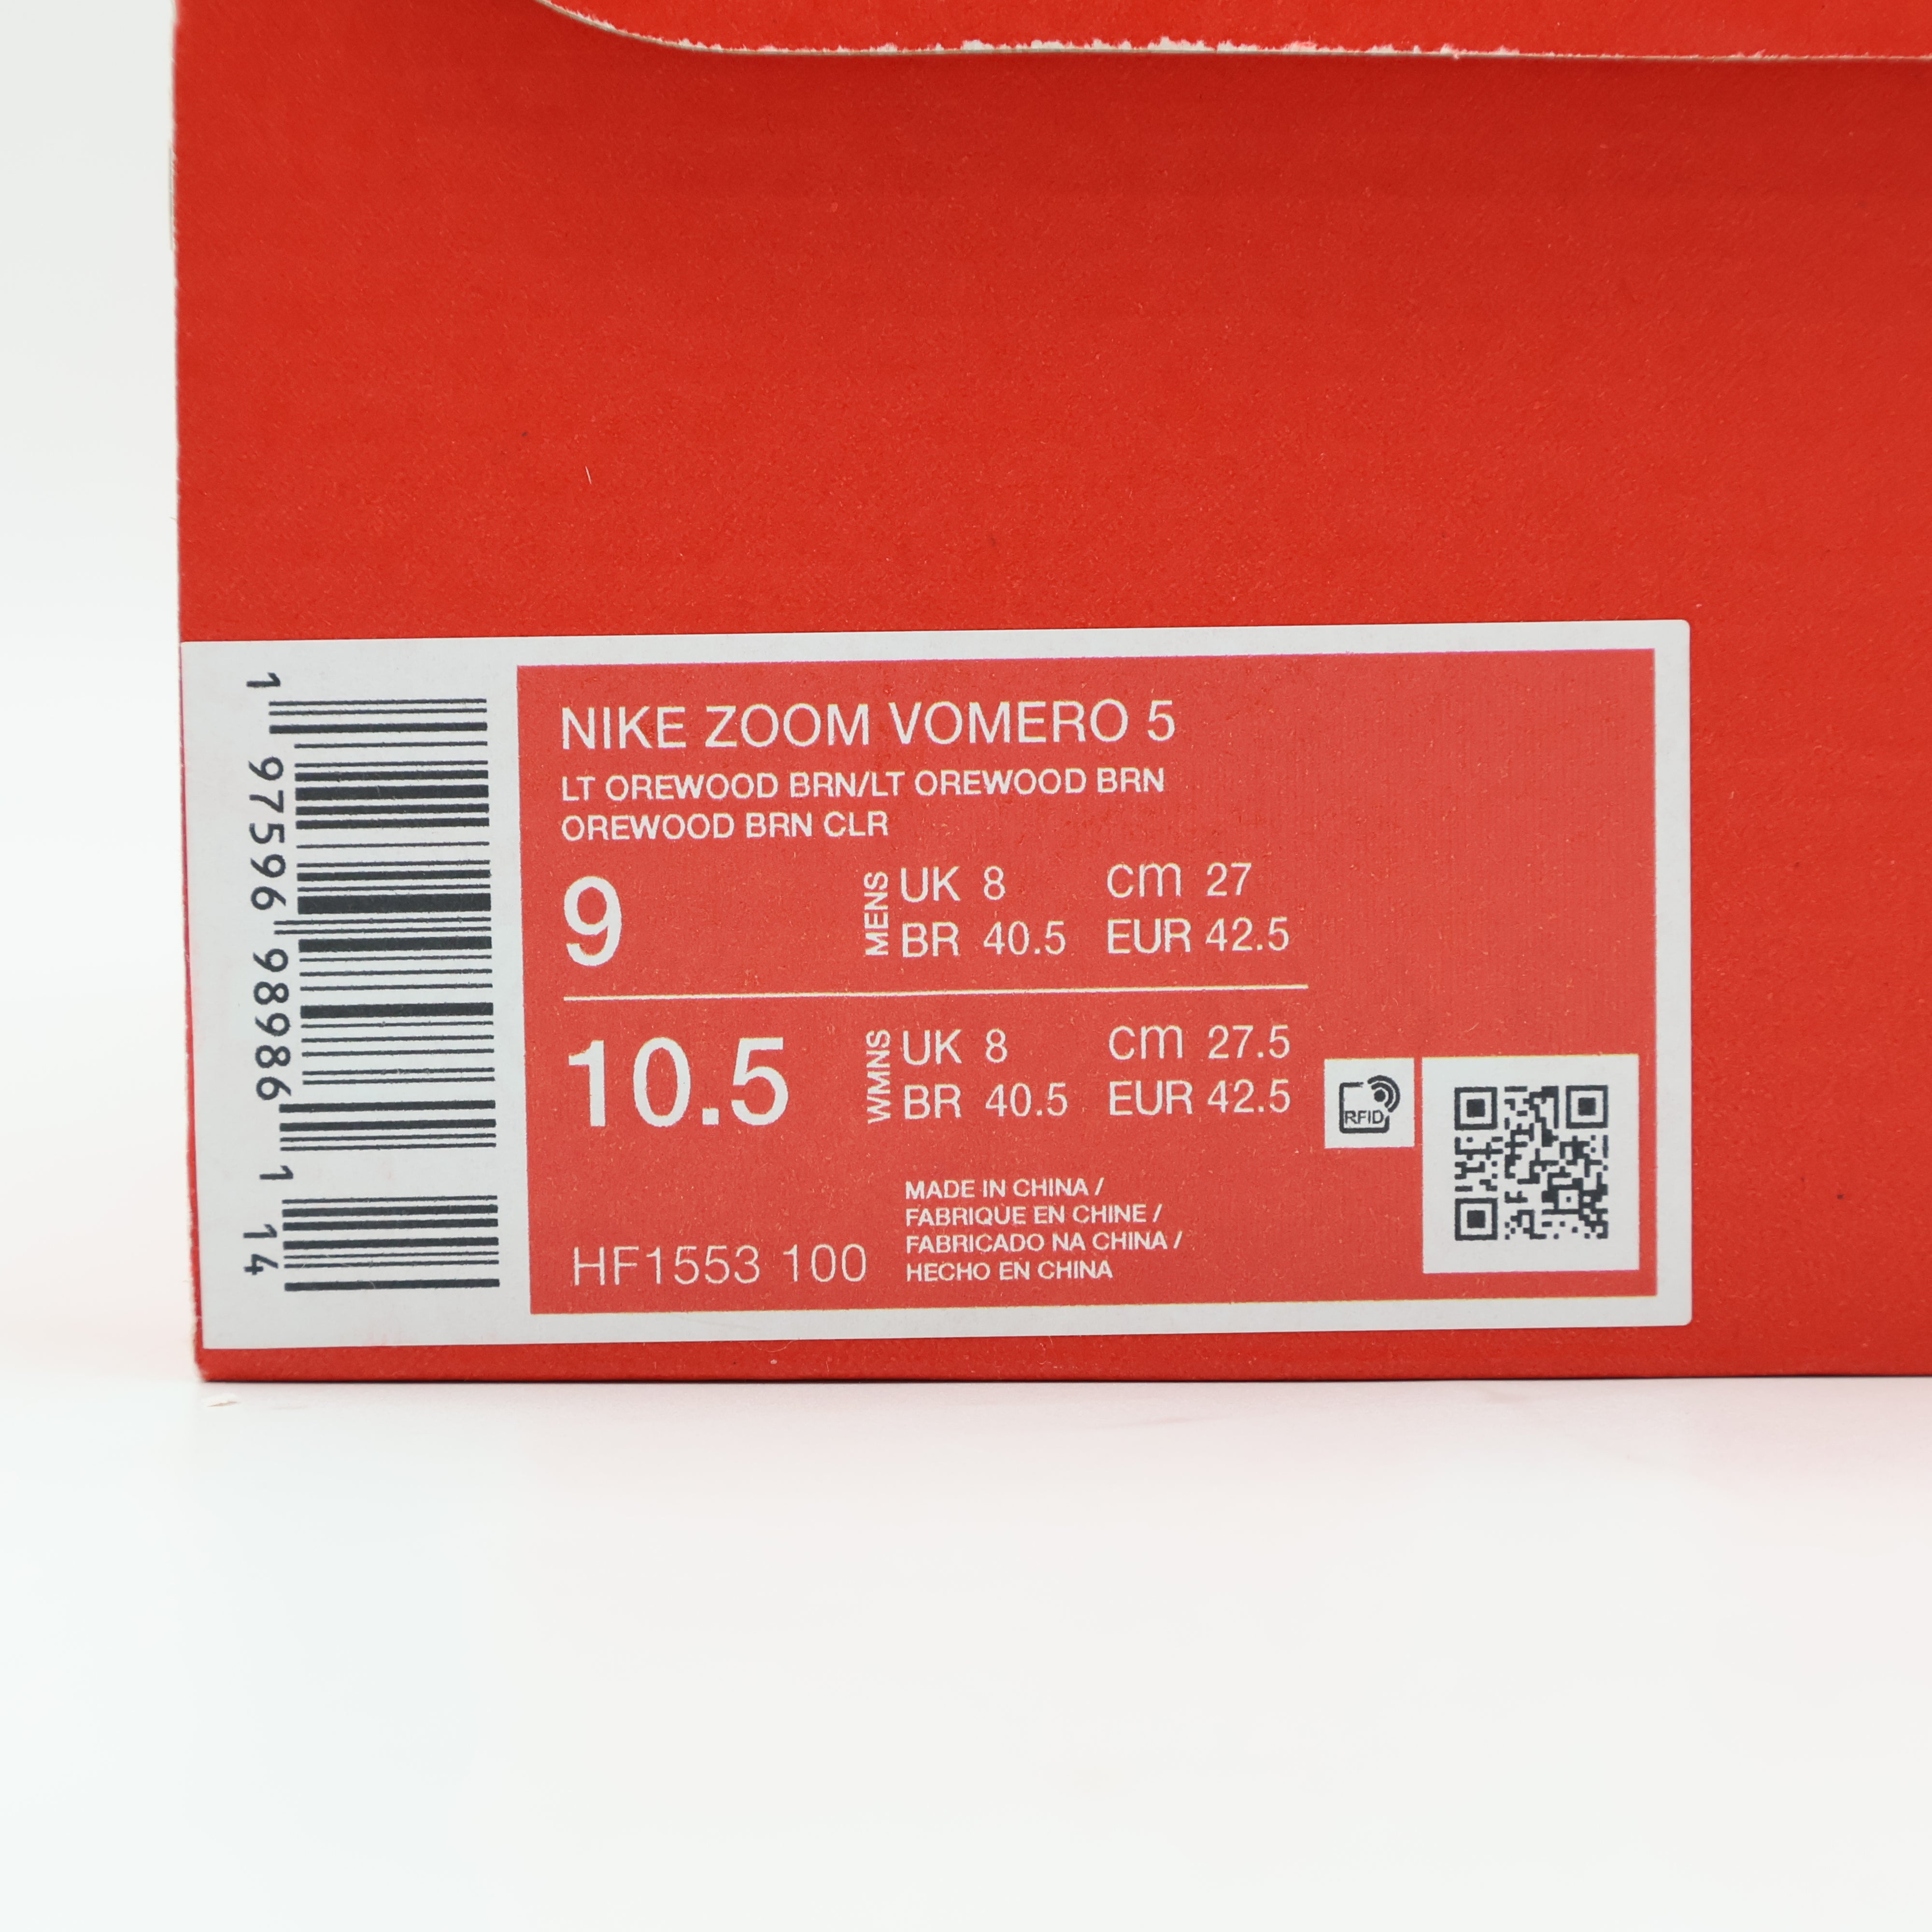 1 97596 98986 1 14
NIKE ZOOM VOMERO 5
LT OREWOOD BRN/LT OREWOOD BRN
OREWOOD BRN CLR
9
MENS
UK 8 cm 27
BR 40.5 EUR 42.5
10.5
WMNS
UK 8 cm 27.5
BR 40.5 EUR 42.5
RFID
MADE IN CHINA /
FABRIQUE EN CHINE /
FABRICADO NA CHINA /
HECHO EN CHINA
HF1553 100